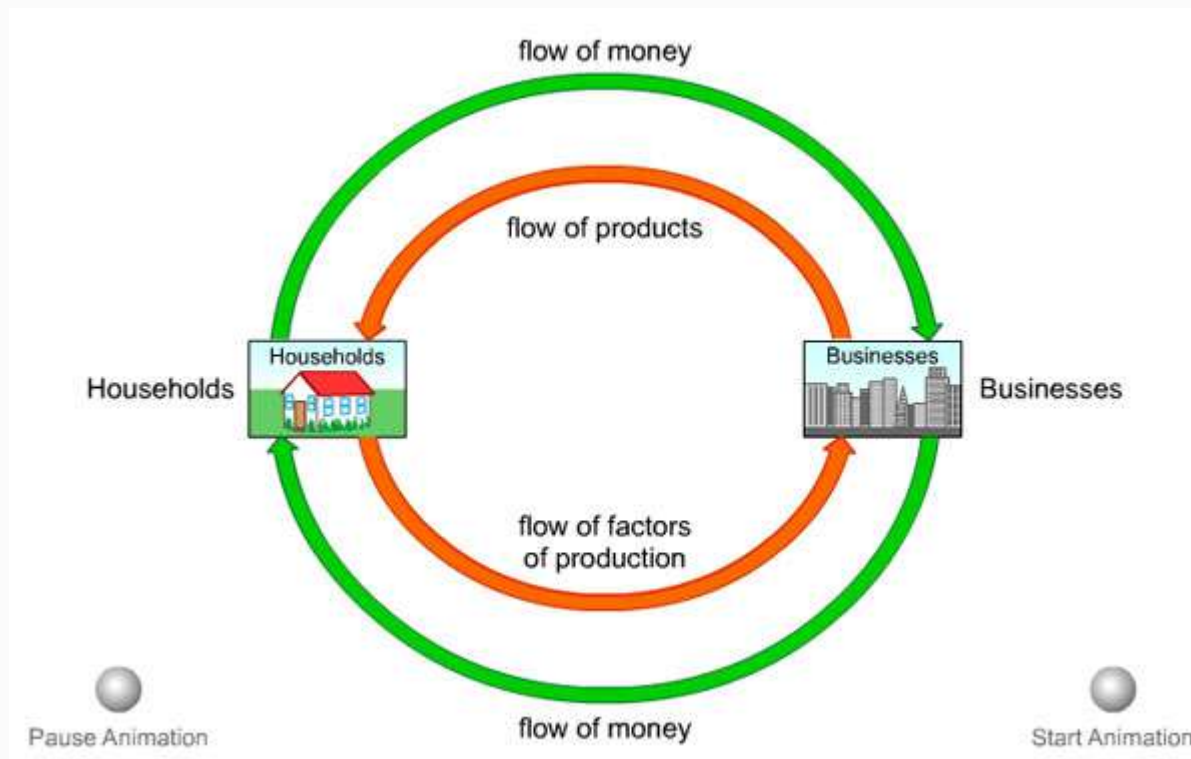 flow of money
flow of products
Households
Households
Businesses
Businesses
flow of factors
of production
flow of money
Pause Animation
Start Animation